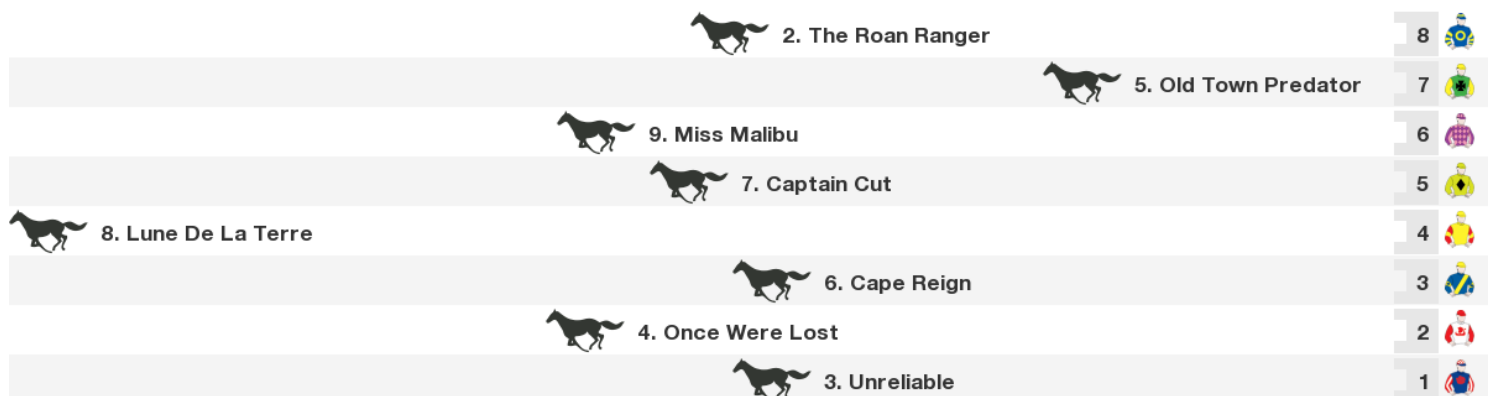 2. The Roan Ranger 8
5. Old Town Predator 7
9. Miss Malibu 6
7. Captain Cut 5
8. Lune De La Terre 4
6. Cape Reign 3
4. Once Were Lost 2
3. Unreliable 1